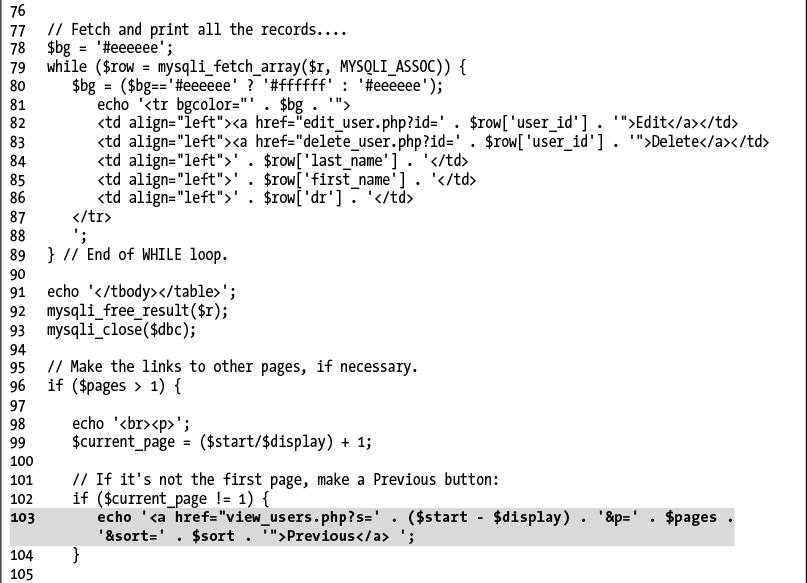 76
77 // Fetch and print all the records....
78 $bg = '#eeeeee';
79 while ($row = mysqli_fetch_array($r, MYSQLI_ASSOC)) {
80 $bg = ($bg=='#eeeeee' ? '#ffffff' : '#eeeeee');
81 echo '<tr bgcolor="' . $bg . '">
82 <td align="left"><a href="edit_user.php?id=' . $row['user_id'] . '">Edit</a></td>
83 <td align="left"><a href="delete_user.php?id=' . $row['user_id'] . '">Delete</a></td>
84 <td align="left">' . $row['last_name'] . '</td>
85 <td align="left">' . $row['first_name'] . '</td>
86 <td align="left">' . $row['dr'] . '</td>
87 </tr>
88 ';
89 } // End of WHILE loop.
90
91 echo '</tbody></table>';
92 mysqli_free_result($r);
93 mysqli_close($dbc);
94
95 // Make the links to other pages, if necessary.
96 if ($pages > 1) {
97
98 echo '<br><p>';
99 $current_page = ($start/$display) + 1;
100
101 // If it's not the first page, make a Previous button:
102 if ($current_page != 1) {
103 echo '<a href="view_users.php?s=' . ($start - $display) . '&p=' . $pages .
'&sort=' . $sort . '">Previous</a> ';
104 }
105